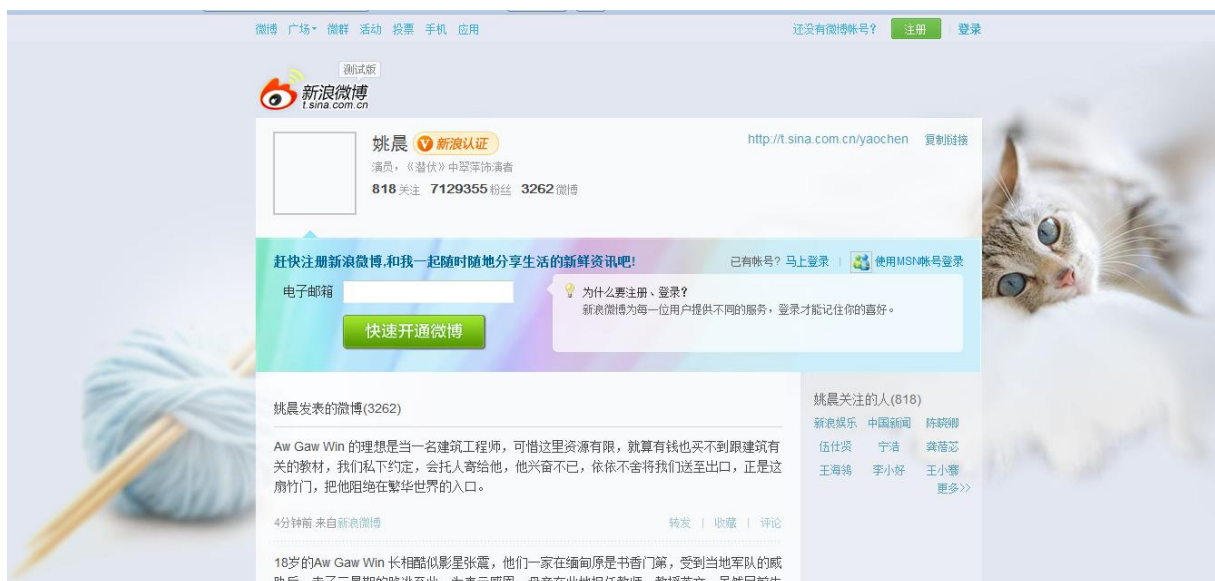 微博 广场 微群 活动 投票 手机 应用
还没有微博帐号? 注册 登录
测试版
新浪微博
t.sina.com.cn
姚晨 V 新浪认证
http://t.sina.com.cn/yaochen 复制链接
演员，《潜伏》中翠萍饰演者
818 关注 7129355 粉丝 3262 微博
赶快注册新浪微博,和我一起随时随地分享生活的新鲜资讯吧!
已有帐号? 马上登录 | 使用MSN帐号登录
电子邮箱
为什么要注册、登录?
新浪微博为每一位用户提供不同的服务，登录才能记住你的喜好。
快速开通微博
姚晨发表的微博(3262)
Aw Gaw Win 的理想是当一名建筑工程师，可惜这里资源有限，就算有钱也买不到跟建筑有
关的教材，我们私下约定，会托人寄给他，他兴奋不已，依依不舍将我们送至出口，正是这
扇竹门，把他阻绝在繁华世界的入口。
4分钟前 来自新浪微博
转发 | 收藏 | 评论
18岁的Aw Gaw Win 长相酷似影星张震，他们一家在缅甸原是书香门第，受到当地军队的威
姚晨关注的人(818)
新浪娱乐 中国新闻 陈晓卿
伍仕贤 宁浩 龚蓓苾
王海鸰 李小好 王小骞
更多>>